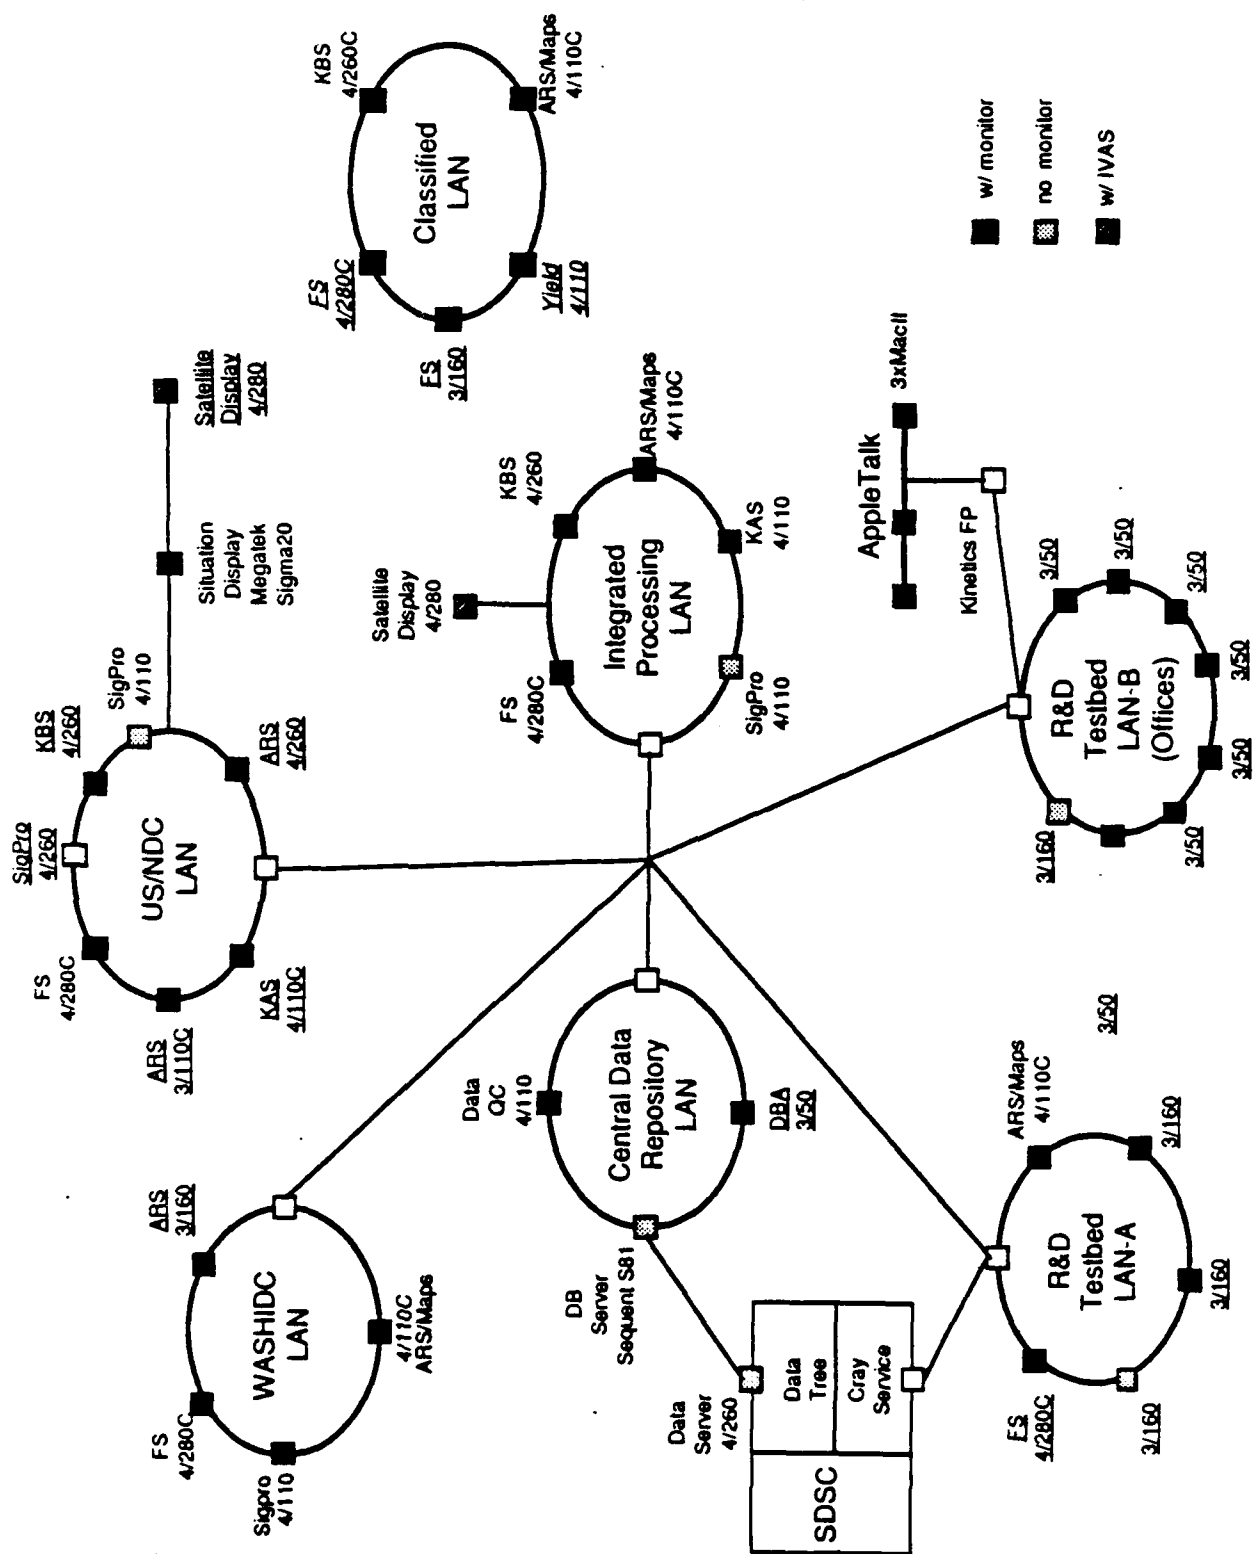 KBS
4/260C
ARS/Maps
4/110C
Classified
LAN
FS
4/280C
FS
3/160
Yield
4/110
w/ monitor
no monitor
w/ IVAS
Satellite
Display
4/280
Situation
Display
Megatek
Sigma20
SigPro
4/110
KBS
4/260
SigPro
4/260
ARS
4/260
US/NDC
LAN
FS
4/280C
ARS
3/110C
KAS
4/110C
Satellite
Display
4/280
KBS
4/260
ARS/Maps
4/110C
KAS
4/110
Integrated
Processing
LAN
FS
4/280C
SigPro
4/110
3xMacII
AppleTalk
Kinetics FP
3/50
3/50
3/50
3/50
3/50
3/50
3/160
R&D
Testbed
LAN-B
(Offices)
3/50
ARS
3/160
WASHIDC
LAN
FS
4/280C
Sigpro
4/110
4/110C
ARS/Maps
Data
QC
4/110
Central Data
Repository
LAN
DBA
3/50
DB
Server
Sequent S81
Data
Server
4/260
Data
Tree
Cray
Service
SDSC
ARS/Maps
4/110C
3/160
R&D
Testbed
LAN-A
3/160
FS
4/280C
3/160